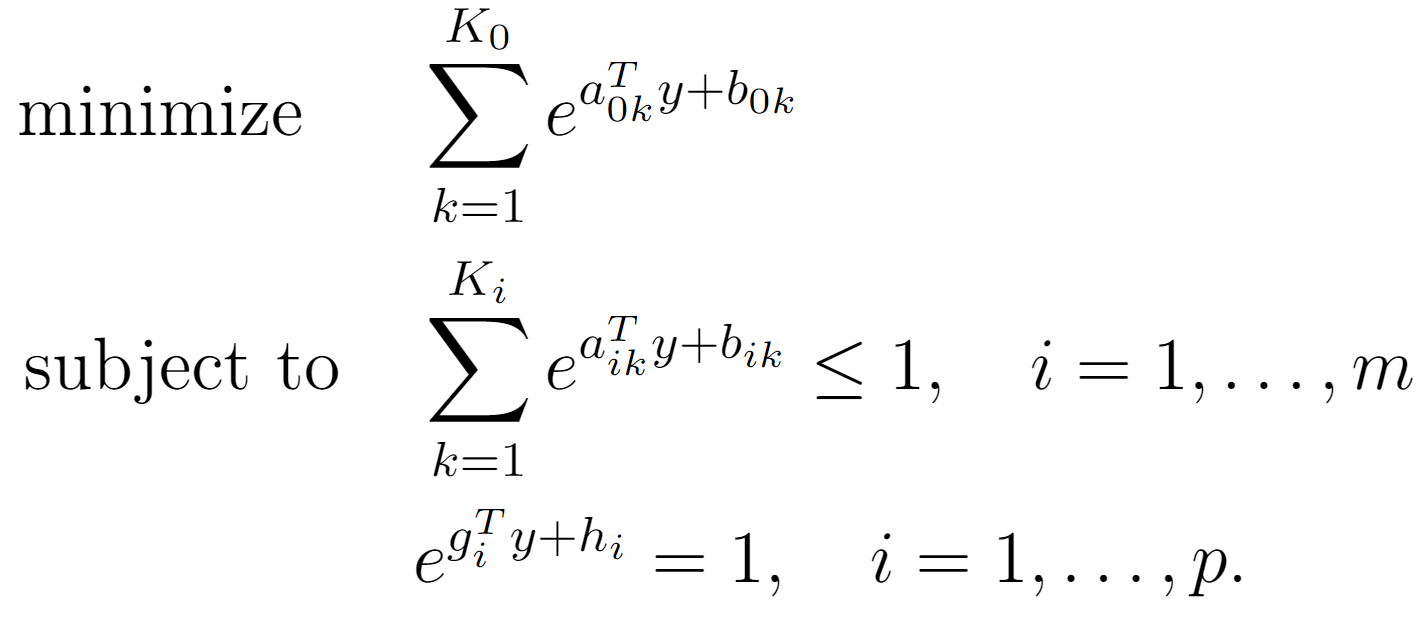 minimize $\sum_{k=1}^{K_0} e^{a_{0k}^T y + b_{0k}}$
subject to $\sum_{k=1}^{K_i} e^{a_{ik}^T y + b_{ik}} \leq 1, \quad i = 1, \ldots, m$
$e^{g_i^T y + h_i} = 1, \quad i = 1, \ldots, p.$